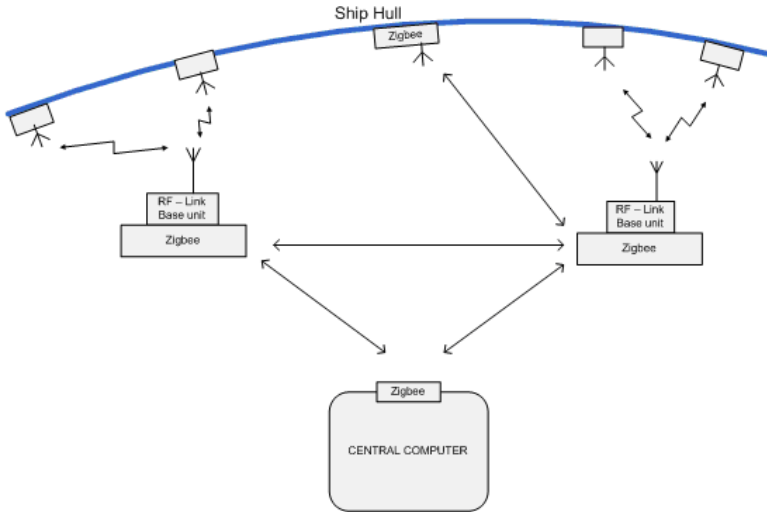 Ship Hull
Zigbee
RF – Link
Base unit
Zigbee
RF – Link
Base unit
Zigbee
Zigbee
CENTRAL COMPUTER